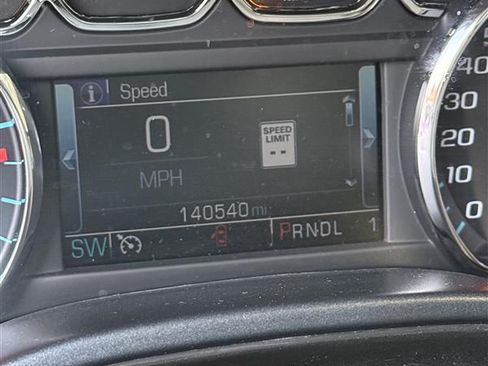 Speed
0
SPEED
LIMIT
--
MPH
140540 mi
SW PRNDL 1
40
30
20
10
0